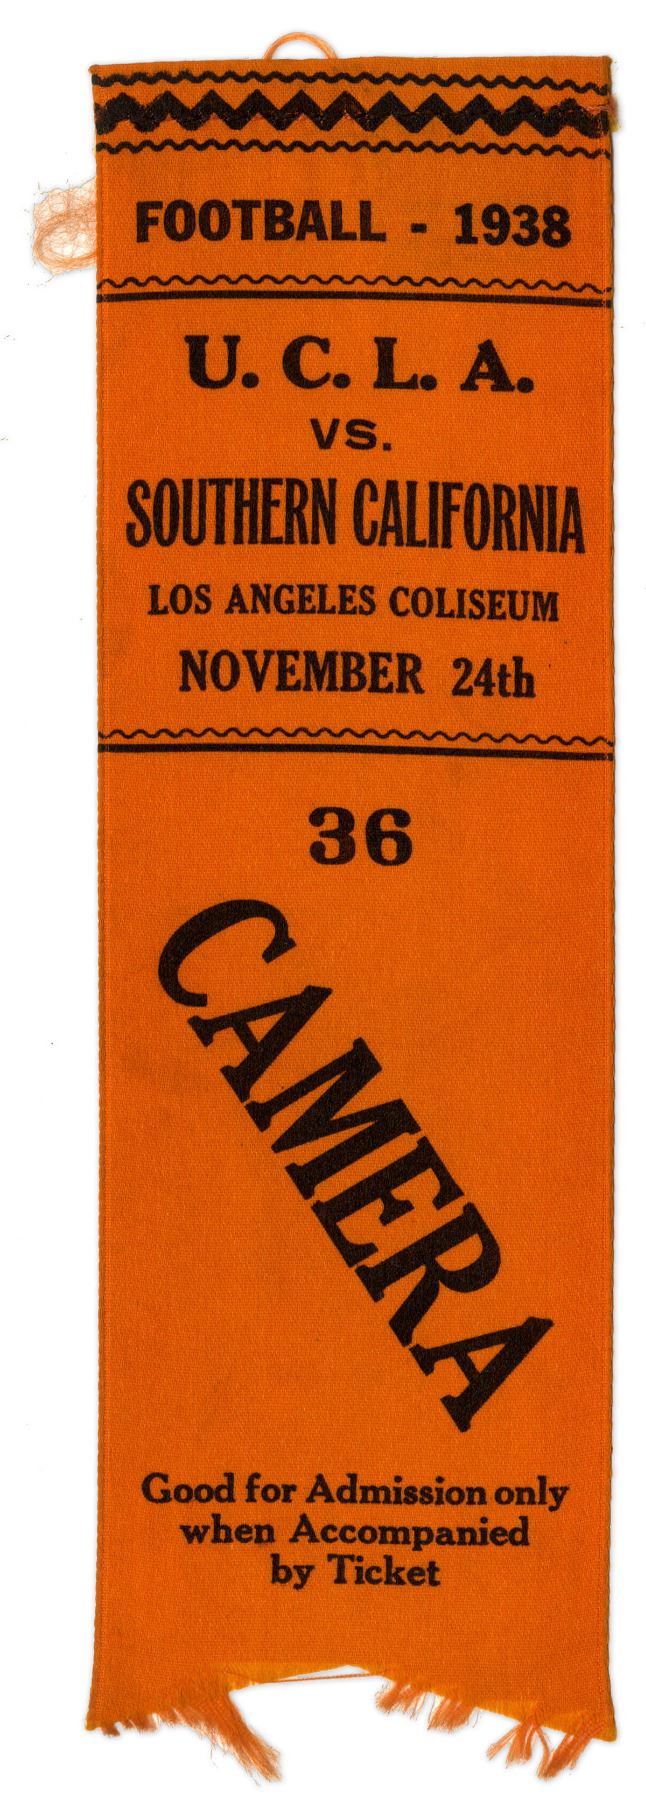 FOOTBALL - 1938
U. C. L. A.
vs.
SOUTHERN CALIFORNIA
LOS ANGELES COLISEUM
NOVEMBER 24th
36
CAMERA
Good for Admission only
when Accompanied
by Ticket